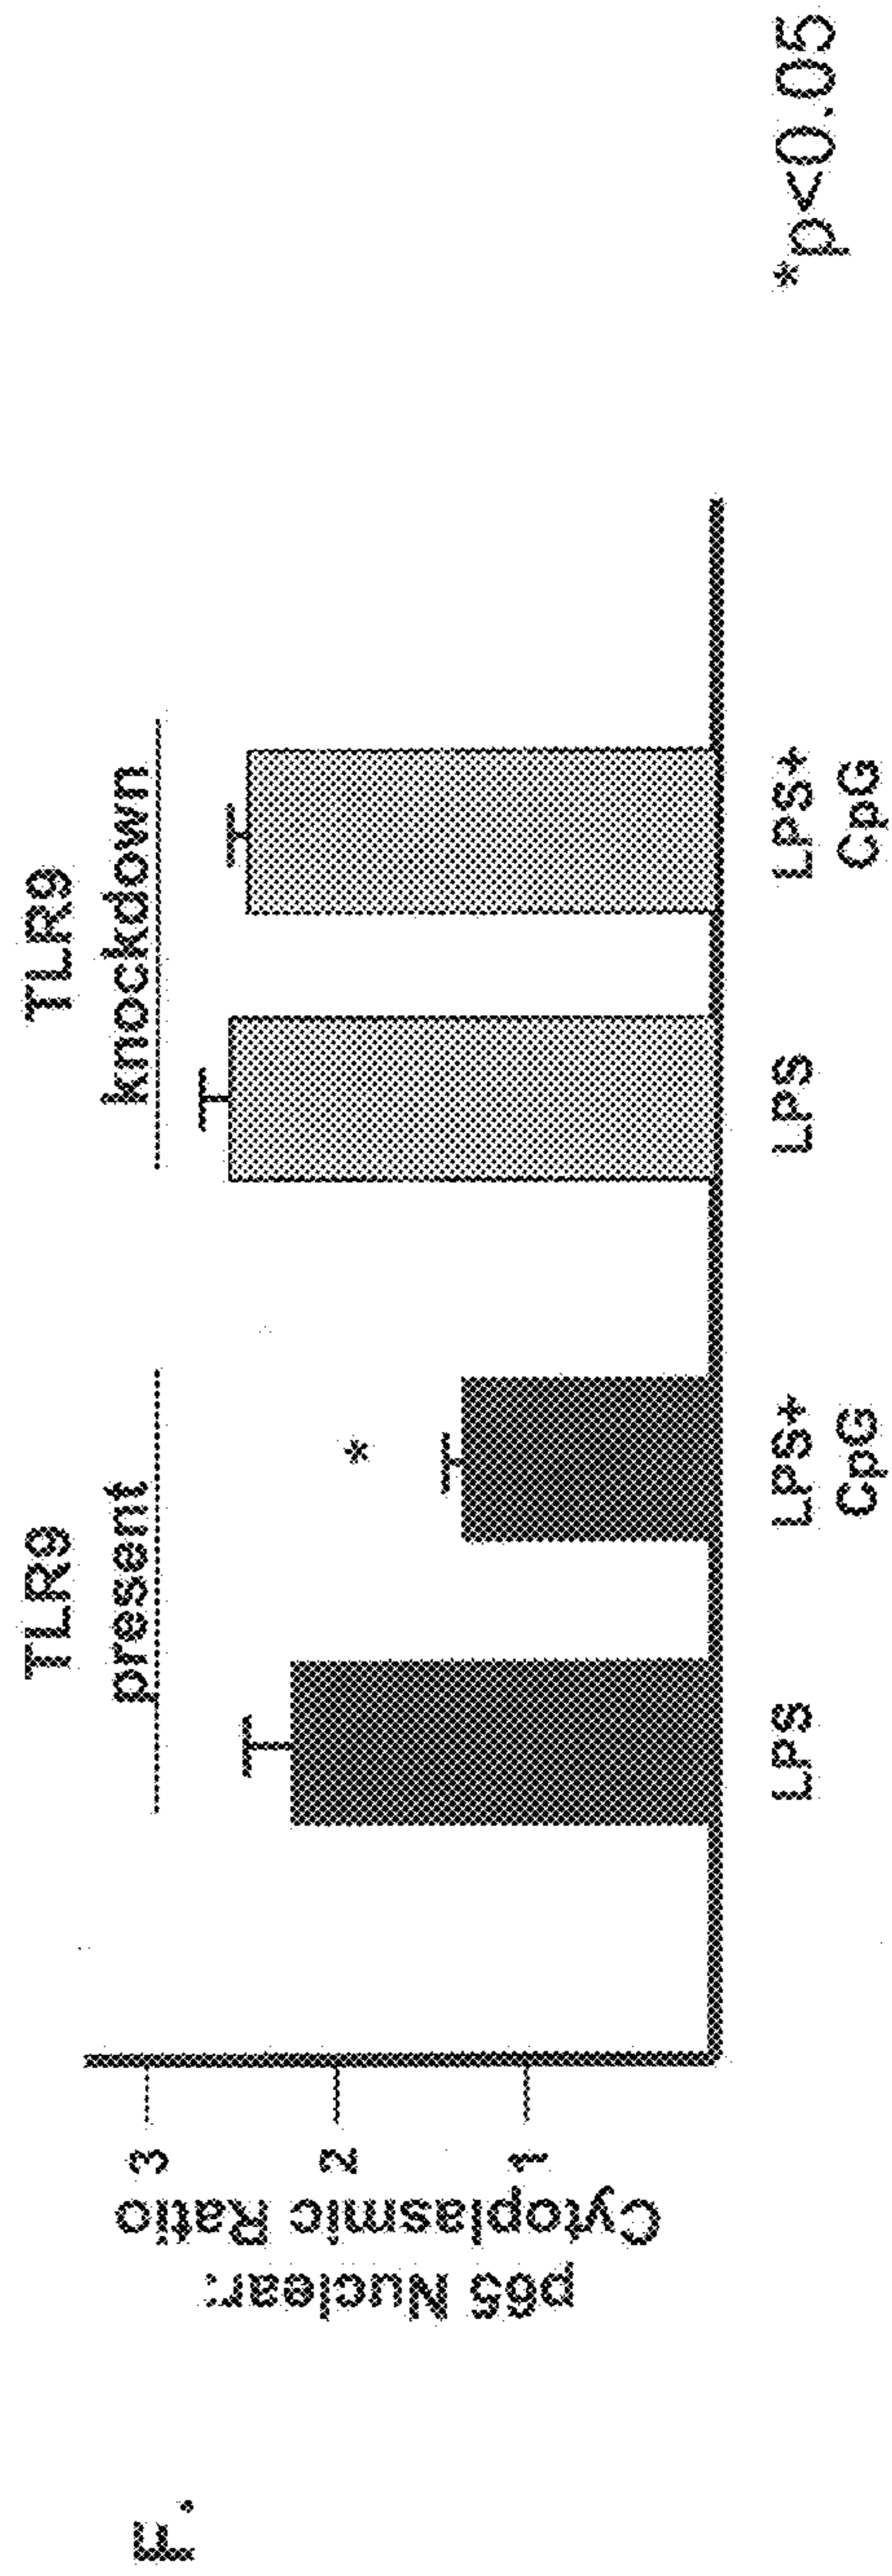 F.
p65 Nuclear:
Cytoplasmic Ratio
3
2
1
TLR9
present
TLR9
knockdown
*
LPS
LPS+
CpG
LPS
LPS+
CpG
*p<0.05